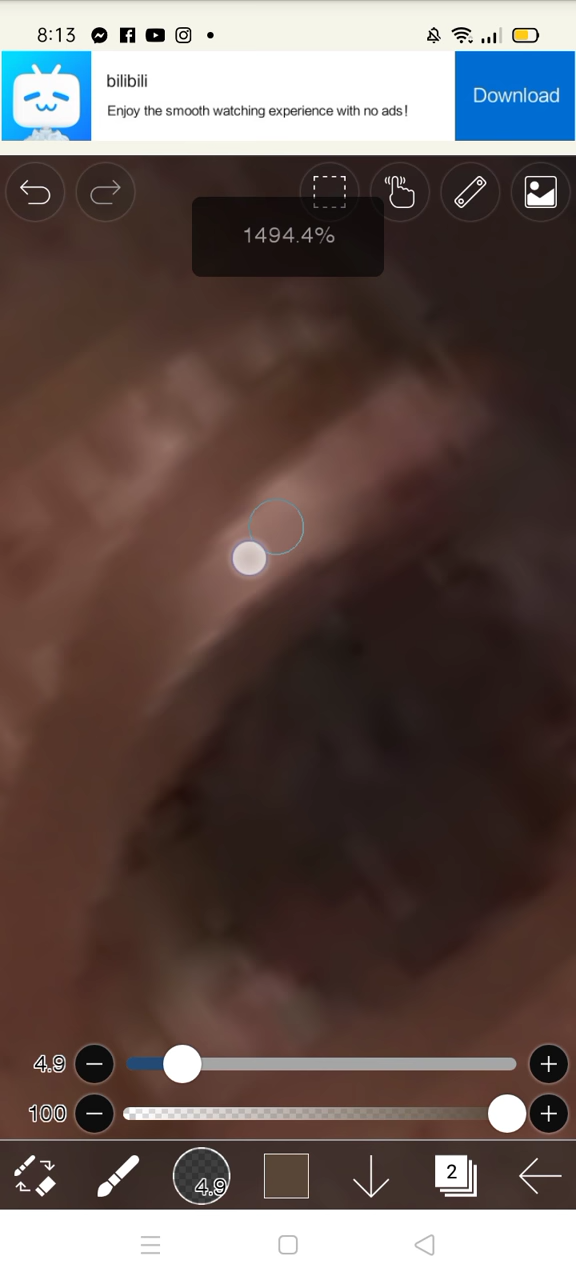 8:13
bilibili
Enjoy the smooth watching experience with no ads!
Download
1494.4%
4.9
100
4.9
2